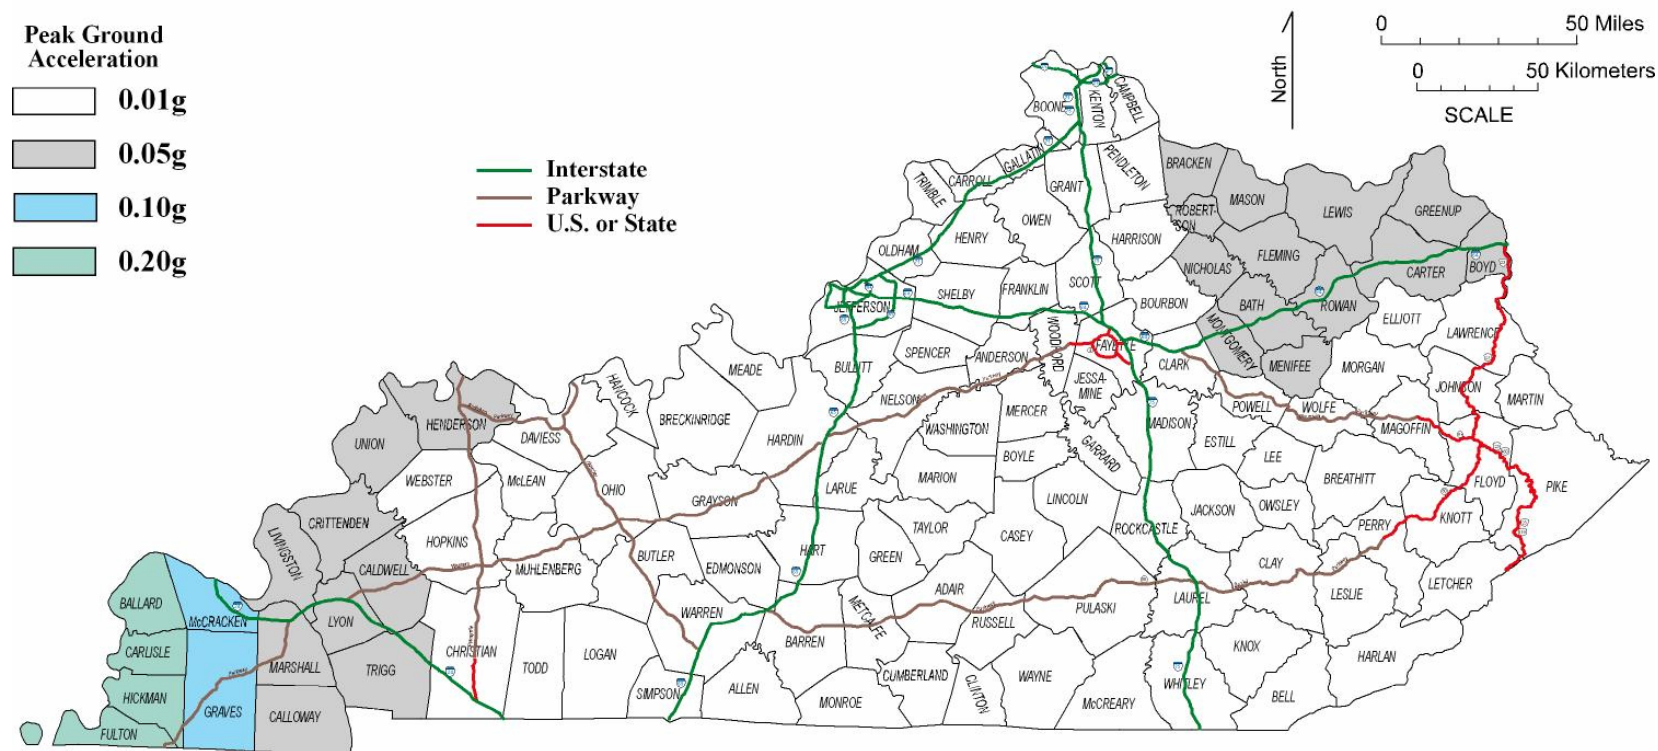 Peak Ground
Acceleration
0.01g
0.05g
0.10g
0.20g
Interstate
Parkway
U.S. or State
North
0 50 Miles
0 50 Kilometers
SCALE
BOONE
KENTON
CAMPBELL
GALLATIN
PENDLETON
BRACKEN
CARROLL
TRIMBLE
GRANT
MASON
LEWIS
GREENUP
ROBERT-
SON
OWEN
HARRISON
HENRY
OLDHAM
FLEMING
NICHOLAS
CARTER
BOYD
SCOTT
FRANKLIN
SHELBY
JEFFERSON
BOURBON
BATH
ROWAN
ELLIOTT
LAWRENCE
MONTGOMERY
WOODFORD
FAYETTE
SPENCER
ANDERSON
CLARK
MENIFEE
MORGAN
BULLITT
MEADE
JESSA-
MINE
JOHNSON
MARTIN
HANCOCK
NELSON
MERCER
POWELL
WOLFE
BRECKINRIDGE
HENDERSON
DAVIESS
UNION
HARDIN
WASHINGTON
MADISON
MAGOFFIN
GARRARD
ESTILL
BOYLE
LEE
WEBSTER
McLEAN
OHIO
MARION
BREATHITT
FLOYD
PIKE
LARUE
GRAYSON
LINCOLN
JACKSON
OWSLEY
KNOTT
CRITTENDEN
TAYLOR
ROCKCASTLE
PERRY
LIVINGSTON
HOPKINS
CASEY
HART
GREEN
BUTLER
EDMONSON
CALDWELL
MUHLENBERG
CLAY
LETCHER
ADAIR
LESLIE
BALLARD
LAUREL
PULASKI
METCALFE
WARREN
McCRACKEN
LYON
RUSSELL
BARREN
CARLISLE
CHRISTIAN
KNOX
HARLAN
LOGAN
TODD
MARSHALL
TRIGG
CUMBERLAND
WAYNE
CLINTON
WHITLEY
HICKMAN
SIMPSON
ALLEN
BELL
MONROE
McCREARY
GRAVES
CALLOWAY
FULTON